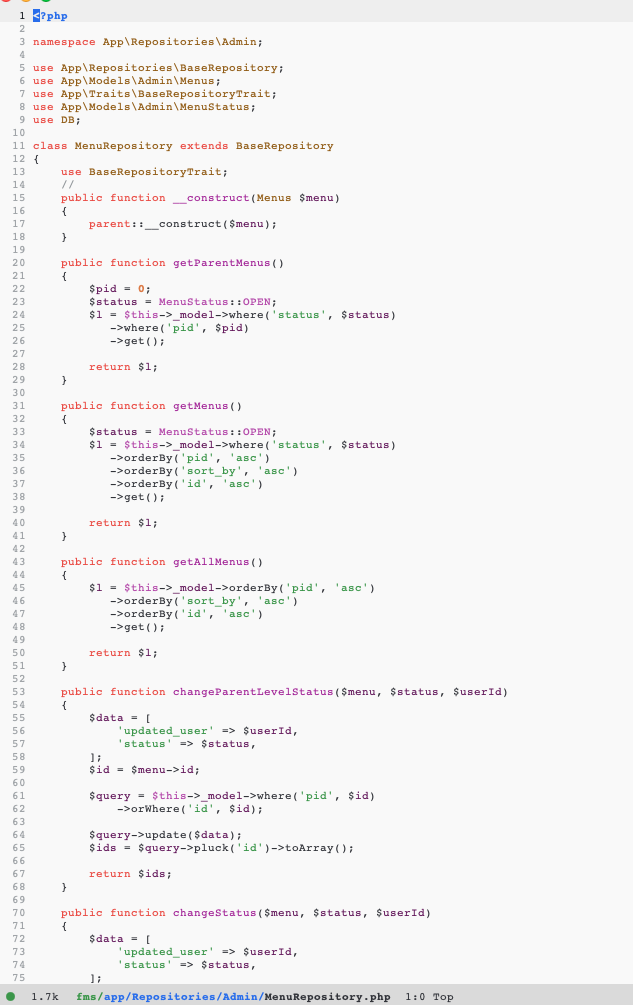 1 <?php
2
3 namespace App\Repositories\Admin;
4
5 use App\Repositories\BaseRepository;
6 use App\Models\Admin\Menus;
7 use App\Traits\BaseRepositoryTrait;
8 use App\Models\Admin\MenuStatus;
9 use DB;
10
11 class MenuRepository extends BaseRepository
12 {
13     use BaseRepositoryTrait;
14     //
15     public function __construct(Menus $menu)
16     {
17         parent::__construct($menu);
18     }
19
20     public function getParentMenus()
21     {
22         $pid = 0;
23         $status = MenuStatus::OPEN;
24         $l = $this->_model->where('status', $status)
25            ->where('pid', $pid)
26            ->get();
27
28         return $l;
29     }
30
31     public function getMenus()
32     {
33         $status = MenuStatus::OPEN;
34         $l = $this->_model->where('status', $status)
35            ->orderBy('pid', 'asc')
36            ->orderBy('sort_by', 'asc')
37            ->orderBy('id', 'asc')
38            ->get();
39
40         return $l;
41     }
42
43     public function getAllMenus()
44     {
45         $l = $this->_model->orderBy('pid', 'asc')
46            ->orderBy('sort_by', 'asc')
47            ->orderBy('id', 'asc')
48            ->get();
49
50         return $l;
51     }
52
53     public function changeParentLevelStatus($menu, $status, $userId)
54     {
55         $data = [
56             'updated_user' => $userId,
57             'status' => $status,
58         ];
59         $id = $menu->id;
60
61         $query = $this->_model->where('pid', $id)
62             ->orWhere('id', $id);
63
64         $query->update($data);
65         $ids = $query->pluck('id')->toArray();
66
67         return $ids;
68     }
69
70     public function changeStatus($menu, $status, $userId)
71     {
72         $data = [
73             'updated_user' => $userId,
74             'status' => $status,
75         ];
1.7k fms/app/Repositories/Admin/MenuRepository.php 1:0 Top